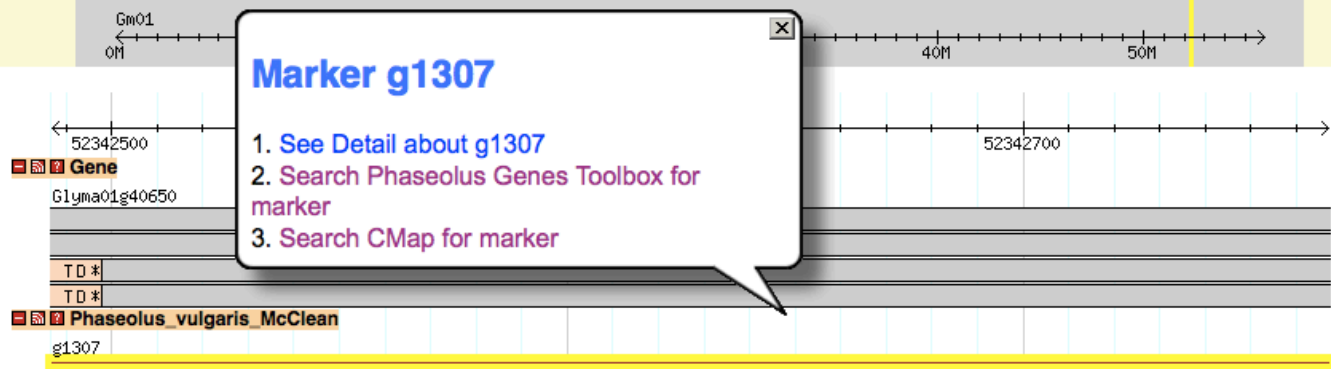 Gm01
0M
40M
50M
Marker g1307
1. See Detail about g1307
2. Search Phaseolus Genes Toolbox for
marker
3. Search CMap for marker
52342500
52342700
Gene
Glyma01g40650
TD*
TD*
Phaseolus_vulgaris_McClean
g1307